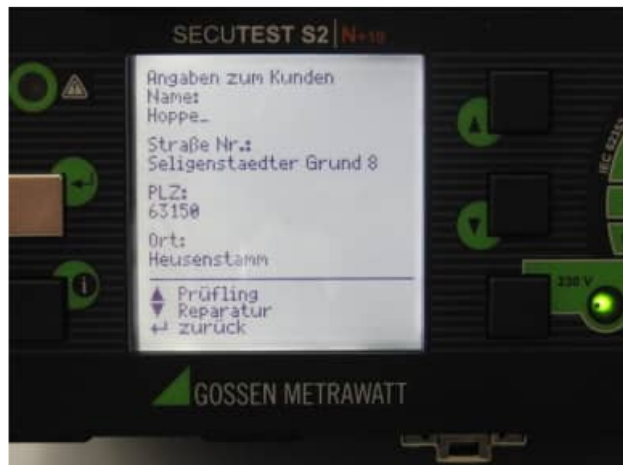 SECUTEST S2 N+10
Angaben zum Kunden
Name:
Hoppe_
Straße Nr.:
Seligenstaedter Grund 8
PLZ:
63150
Ort:
Heusenstamm
▲ Prüfling
▼ Reparatur
↵ zurück
230 V
GOSSEN METRAWATT